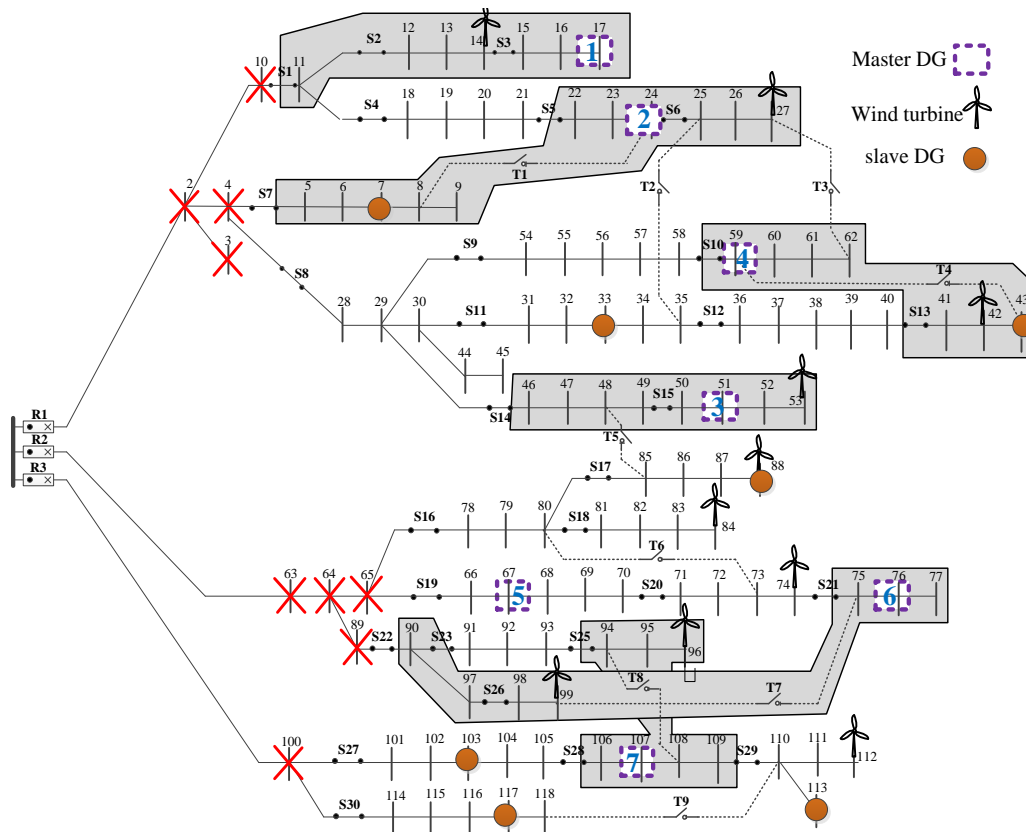 12 13 14 S3 15 16 17
S2
10 S1 11
1
Master DG
18 19 20 21 S5 22 23 24 S6 25 26 27
S4
2
Wind turbine
T1
slave DG
T2 T3
2 4 S7 5 6 7 8 9
3
S8
S9 54 55 56 57 58 S10 59 60 61 62
4
T4
28 29 30 S11 31 32 33 34 35 S12 36 37 38 39 40 S13 41 42 43
44 45
46 47 48 49 S15 50 51 52 53
S14
3
R1
R2
R3
T5
S17 85 86 87 88
S16 78 79 80 S18 81 82 83 84
T6
63 64 65 S19 66 67 68 69 70 S20 71 72 73 74 S21 75 76 77
5
6
89 S22 90 S23 91 92 93 S25 94 95 96
97 S26 98 99
T8
T7
100 S27 101 102 103 104 105 S28 106 107 108 109 S29 110 111 112
7
S30 114 115 116 117 118
T9
113